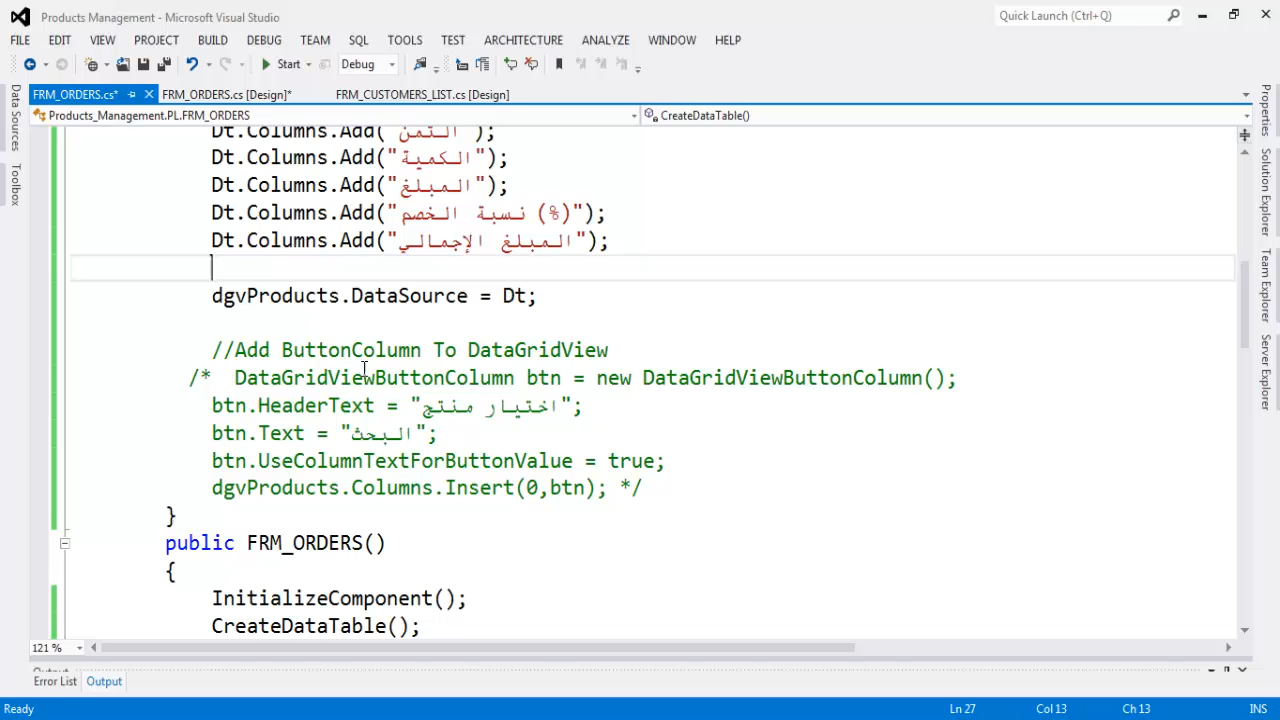 Products Management - Microsoft Visual Studio
Quick Launch (Ctrl+Q)
FILE EDIT VIEW PROJECT BUILD DEBUG TEAM SQL TOOLS TEST ARCHITECTURE ANALYZE WINDOW HELP
Start Debug
FRM_ORDERS.cs* FRM_ORDERS.cs [Design]* FRM_CUSTOMERS_LIST.cs [Design]
Products_Management.PL.FRM_ORDERS CreateDataTable()
Data Sources
Toolbox
Properties
Solution Explorer
Team Explorer
Server Explorer
Dt.Columns.Add("الثمن");
Dt.Columns.Add("الكمية");
Dt.Columns.Add("المبلغ");
Dt.Columns.Add("نسبة الخصم (%)");
Dt.Columns.Add("المبلغ الإجمالي");
dgvProducts.DataSource = Dt;
//Add ButtonColumn To DataGridView
/* DataGridViewButtonColumn btn = new DataGridViewButtonColumn();
btn.HeaderText = "اختيار منتج";
btn.Text = "البحث";
btn.UseColumnTextForButtonValue = true;
dgvProducts.Columns.Insert(0,btn); */
}
public FRM_ORDERS()
{
InitializeComponent();
CreateDataTable();
121 %
Error List Output
Ready Ln 27 Col 13 Ch 13 INS